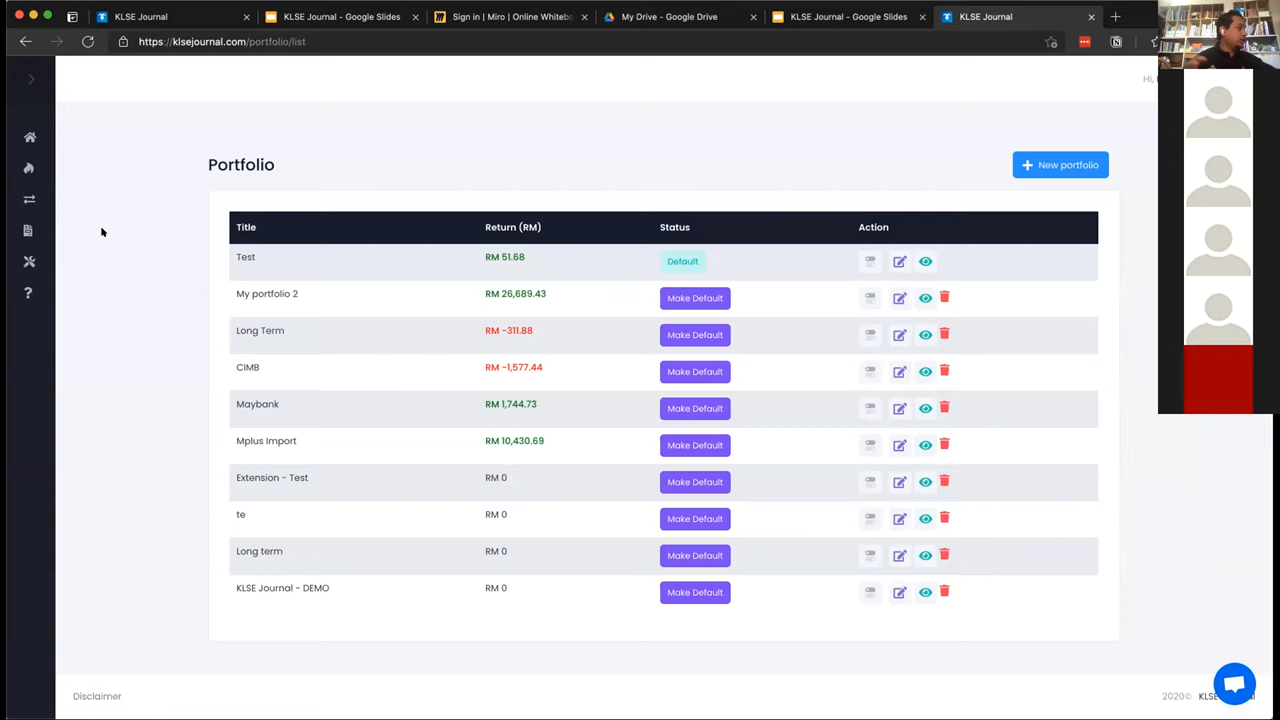 KLSE Journal
KLSE Journal - Google Slides
Sign in | Miro | Online Whitebo
My Drive - Google Drive
KLSE Journal - Google Slides
KLSE Journal
https://klsejournal.com/portfolio/list
Hi,
Portfolio
New portfolio
Title Return (RM) Status Action
Test RM 51.68 Default
My portfolio 2 RM 26,689.43 Make Default
Long Term RM -311.88 Make Default
CIMB RM -1,577.44 Make Default
Maybank RM 1,744.73 Make Default
Mplus Import RM 10,430.69 Make Default
Extension - Test RM 0 Make Default
te RM 0 Make Default
Long term RM 0 Make Default
KLSE Journal - DEMO RM 0 Make Default
Disclaimer
2020©